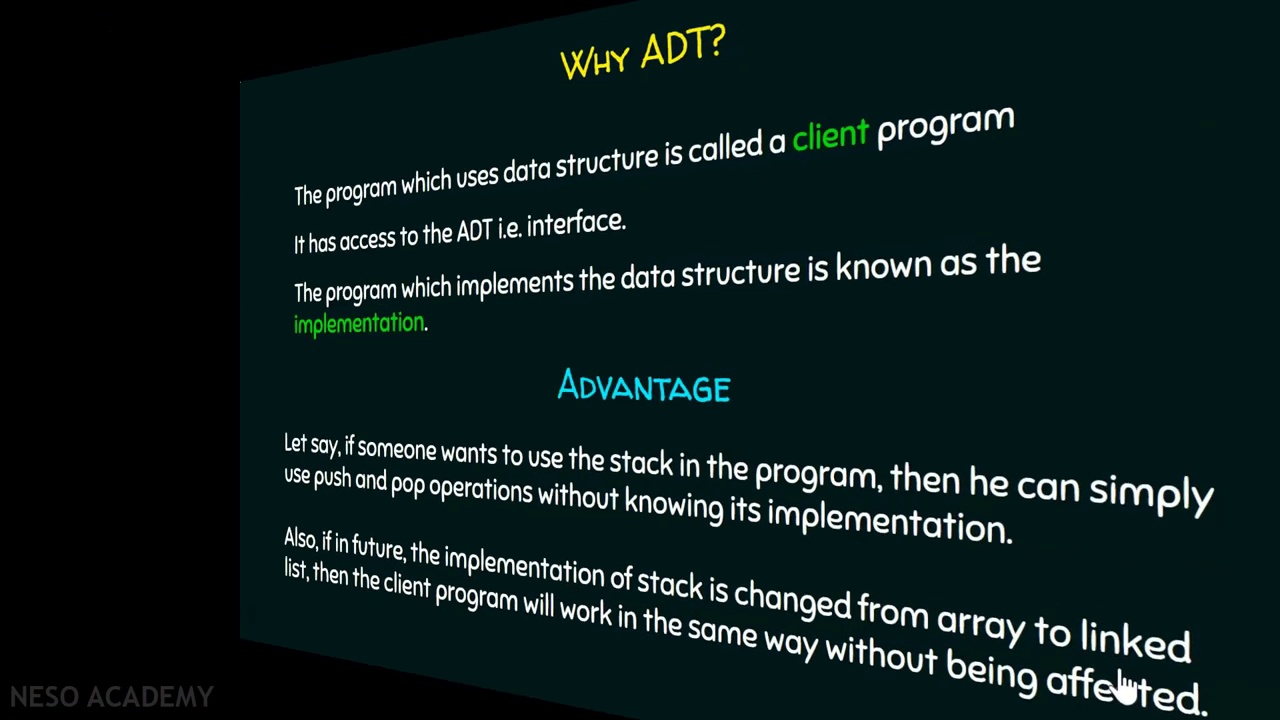 WHY ADT?
The program which uses data structure is called a client program
It has access to the ADT i.e. interface.
The program which implements the data structure is known as the
implementation.
ADVANTAGE
Let say, if someone wants to use the stack in the program, then he can simply
use push and pop operations without knowing its implementation.
Also, if in future, the implementation of stack is changed from array to linked
list, then the client program will work in the same way without being affected.
NESO ACADEMY